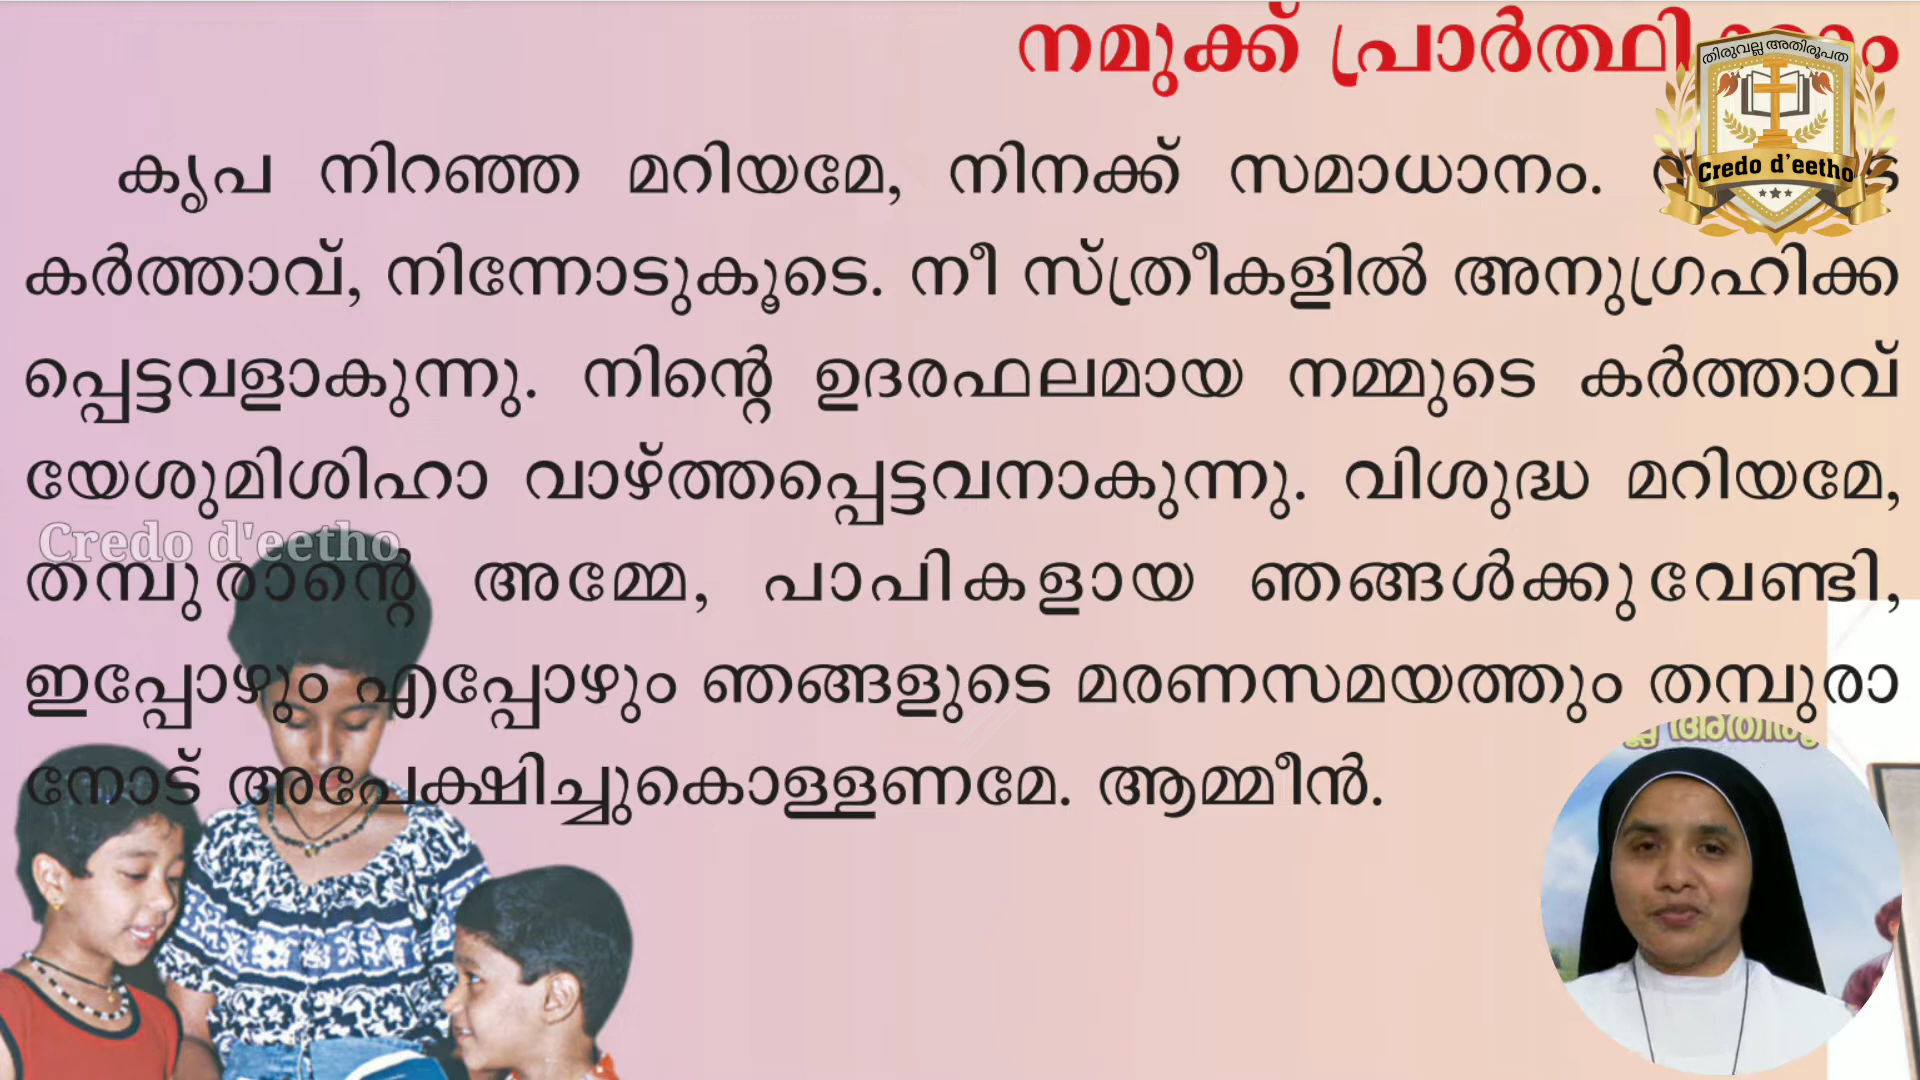 നമുക്ക്
തിരുവല്ല അതിരൂപത
Credo d'eetho
കൃപ നിറഞ്ഞ മറിയമേ, നിനക്ക് സമാധാനം.
കർത്താവ്, നിന്നോടുകൂടെ. നീ സ്ത്രീകളിൽ അനുഗ്രഹിക്ക
പ്പെട്ടവളാകുന്നു. നിന്റെ ഉദരഫലമായ നമ്മുടെ കർത്താവ്
യേശുമിശിഹാ വാഴ്ത്തപ്പെട്ടവനാകുന്നു. വിശുദ്ധ മറിയമേ,
Credo d'eetho
തമ്പുരാന്റെ അമ്മേ, പാപികളായ ഞങ്ങൾക്കുവേണ്ടി,
ഇപ്പോഴും എപ്പോഴും ഞങ്ങളുടെ മരണസമയത്തും തമ്പുരാ
നോട് അപേക്ഷിച്ചുകൊള്ളണമേ. ആമ്മീൻ.